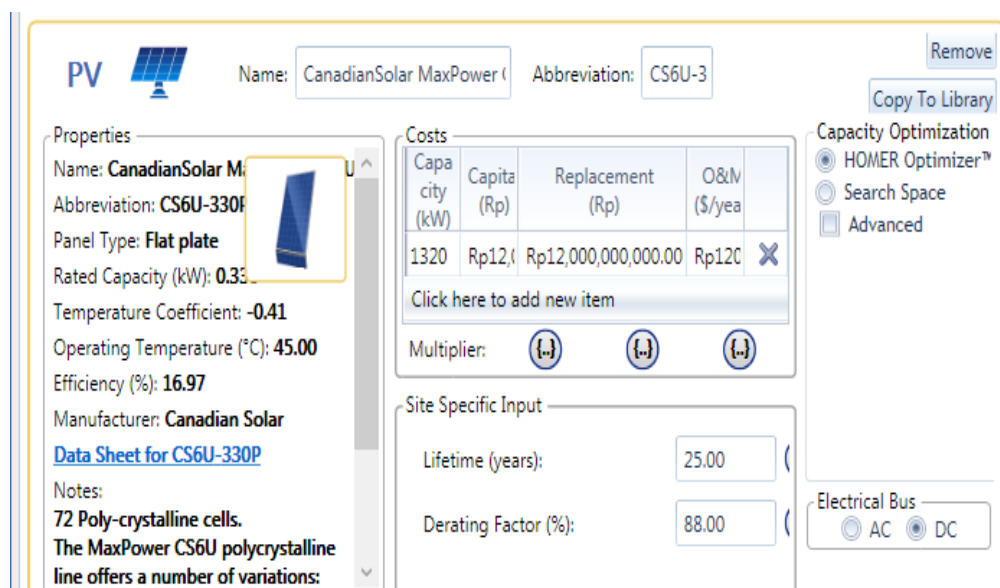 PV
Name: CanadianSolar MaxPower (
Abbreviation: CS6U-3
Remove
Copy To Library
Properties
Name: CanadianSolar Ma U
Abbreviation: CS6U-330P
Panel Type: Flat plate
Rated Capacity (kW): 0.33
Temperature Coefficient: -0.41
Operating Temperature (°C): 45.00
Efficiency (%): 16.97
Manufacturer: Canadian Solar
Data Sheet for CS6U-330P
Notes:
72 Poly-crystalline cells.
The MaxPower CS6U polycrystalline
line offers a number of variations:
Costs
Capa
city
(kW)
Capita
(Rp)
Replacement
(Rp)
O&M
($/yea
1320 Rp12,( Rp12,000,000,000.00 Rp120
Click here to add new item
Multiplier: {..} {..} {..}
Site Specific Input
Lifetime (years): 25.00
Derating Factor (%): 88.00
Capacity Optimization
HOMER Optimizer™
Search Space
Advanced
Electrical Bus
AC DC